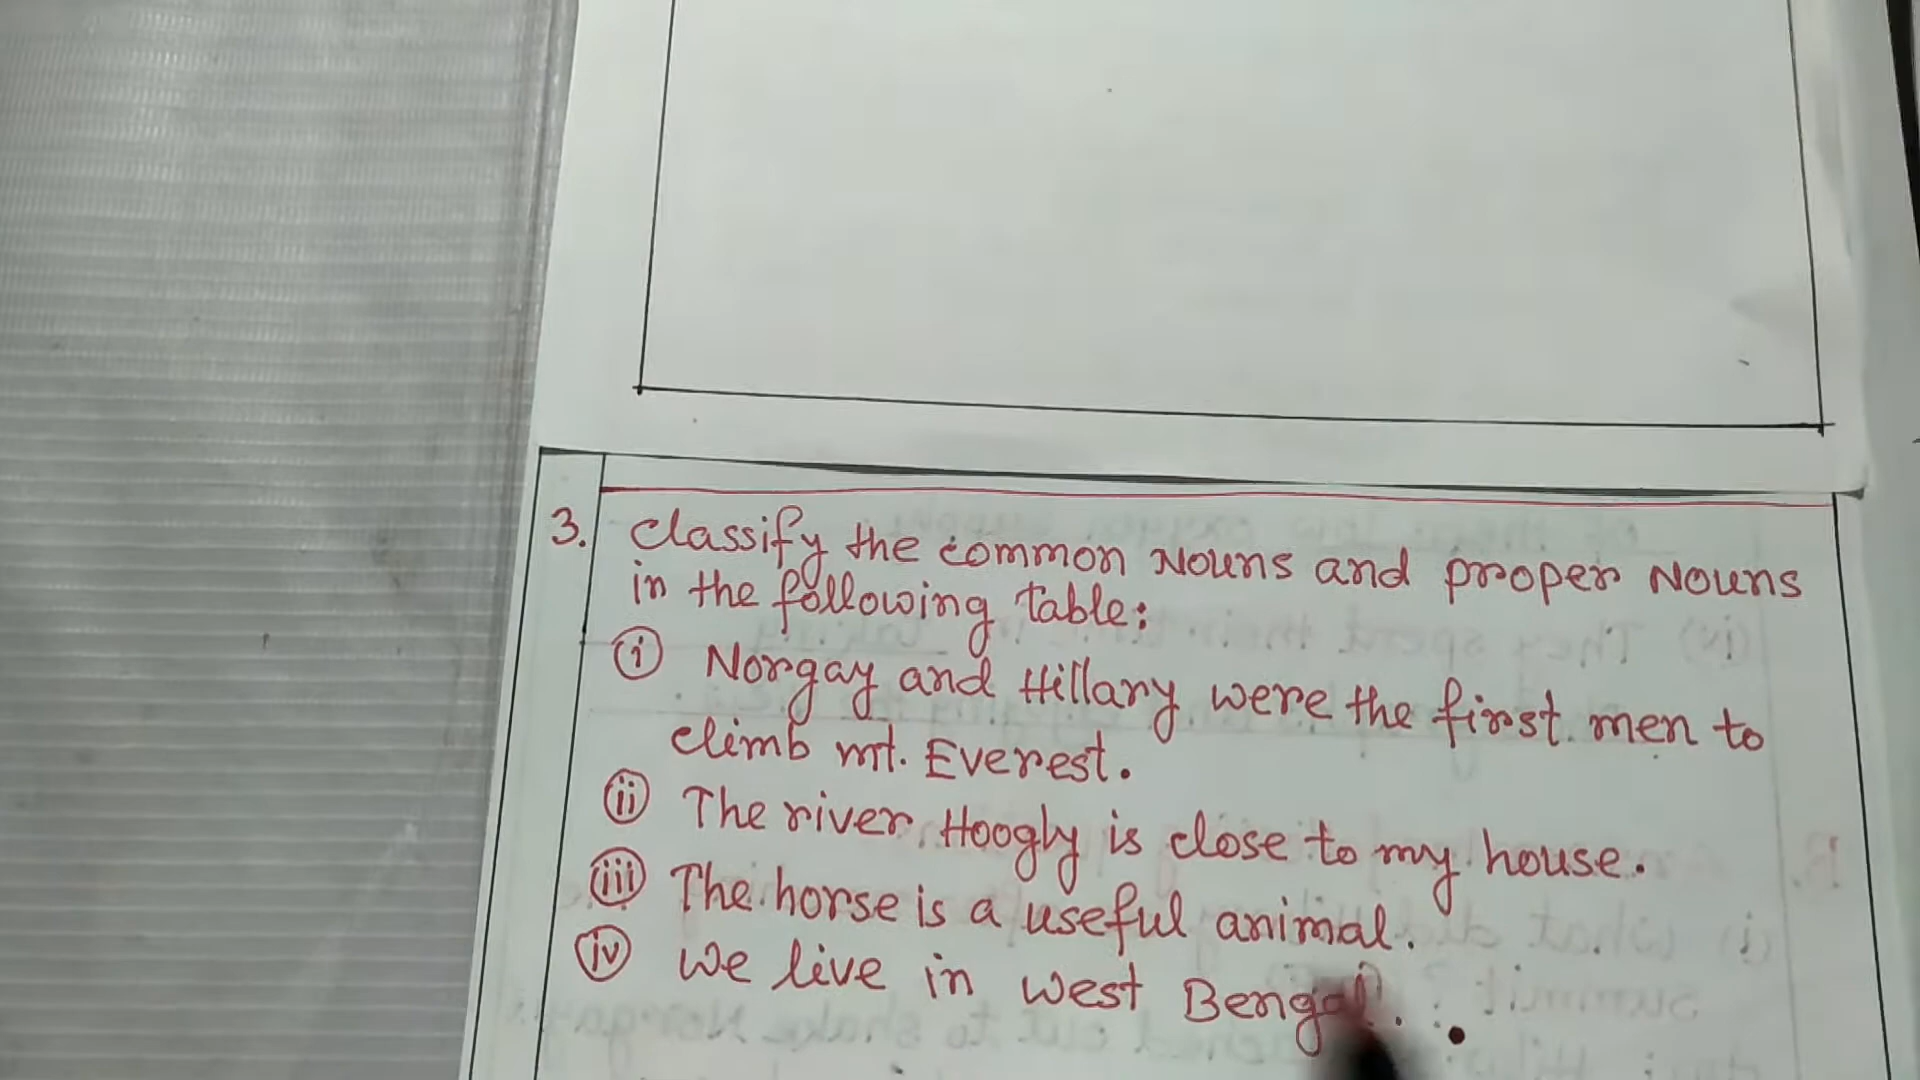 3. Classify the common Nouns and proper Nouns
in the following table:
(i) Norgay and Hillary were the first men to
climb mt. Everest.
(ii) The river Hoogly is close to my house.
(iii) The horse is a useful animal.
(iv) We live in west Bengal.